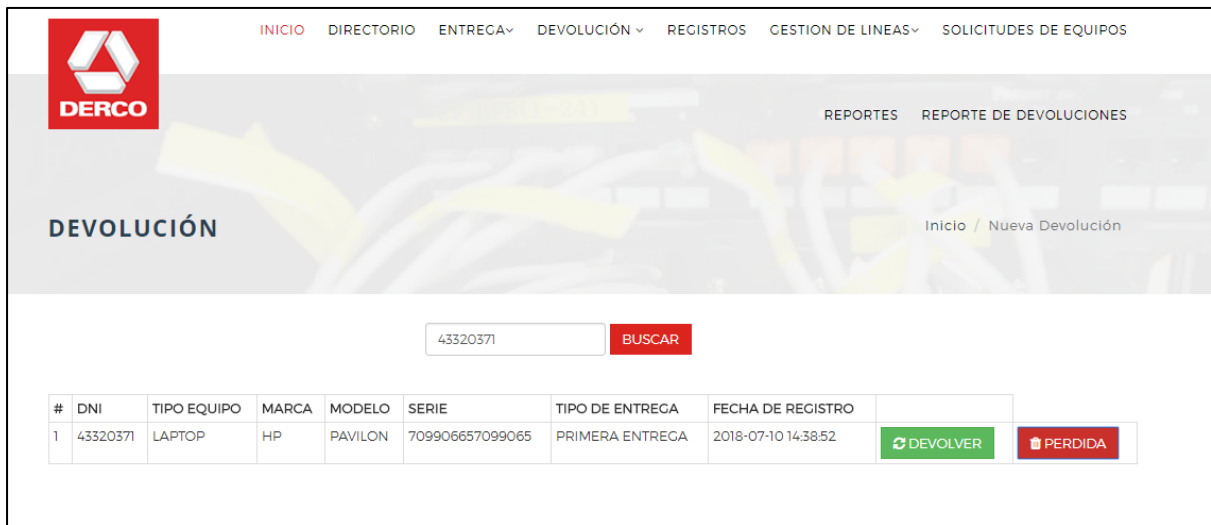 INICIO DIRECTORIO ENTREGA DEVOLUCIÓN REGISTROS GESTION DE LINEAS SOLICITUDES DE EQUIPOS
DERCO
REPORTES REPORTE DE DEVOLUCIONES
DEVOLUCIÓN
Inicio / Nueva Devolución
43320371 BUSCAR
# DNI TIPO EQUIPO MARCA MODELO SERIE TIPO DE ENTREGA FECHA DE REGISTRO
1 43320371 LAPTOP HP PAVILON 709906657099065 PRIMERA ENTREGA 2018-07-10 14:38:52 DEVOLVER PERDIDA